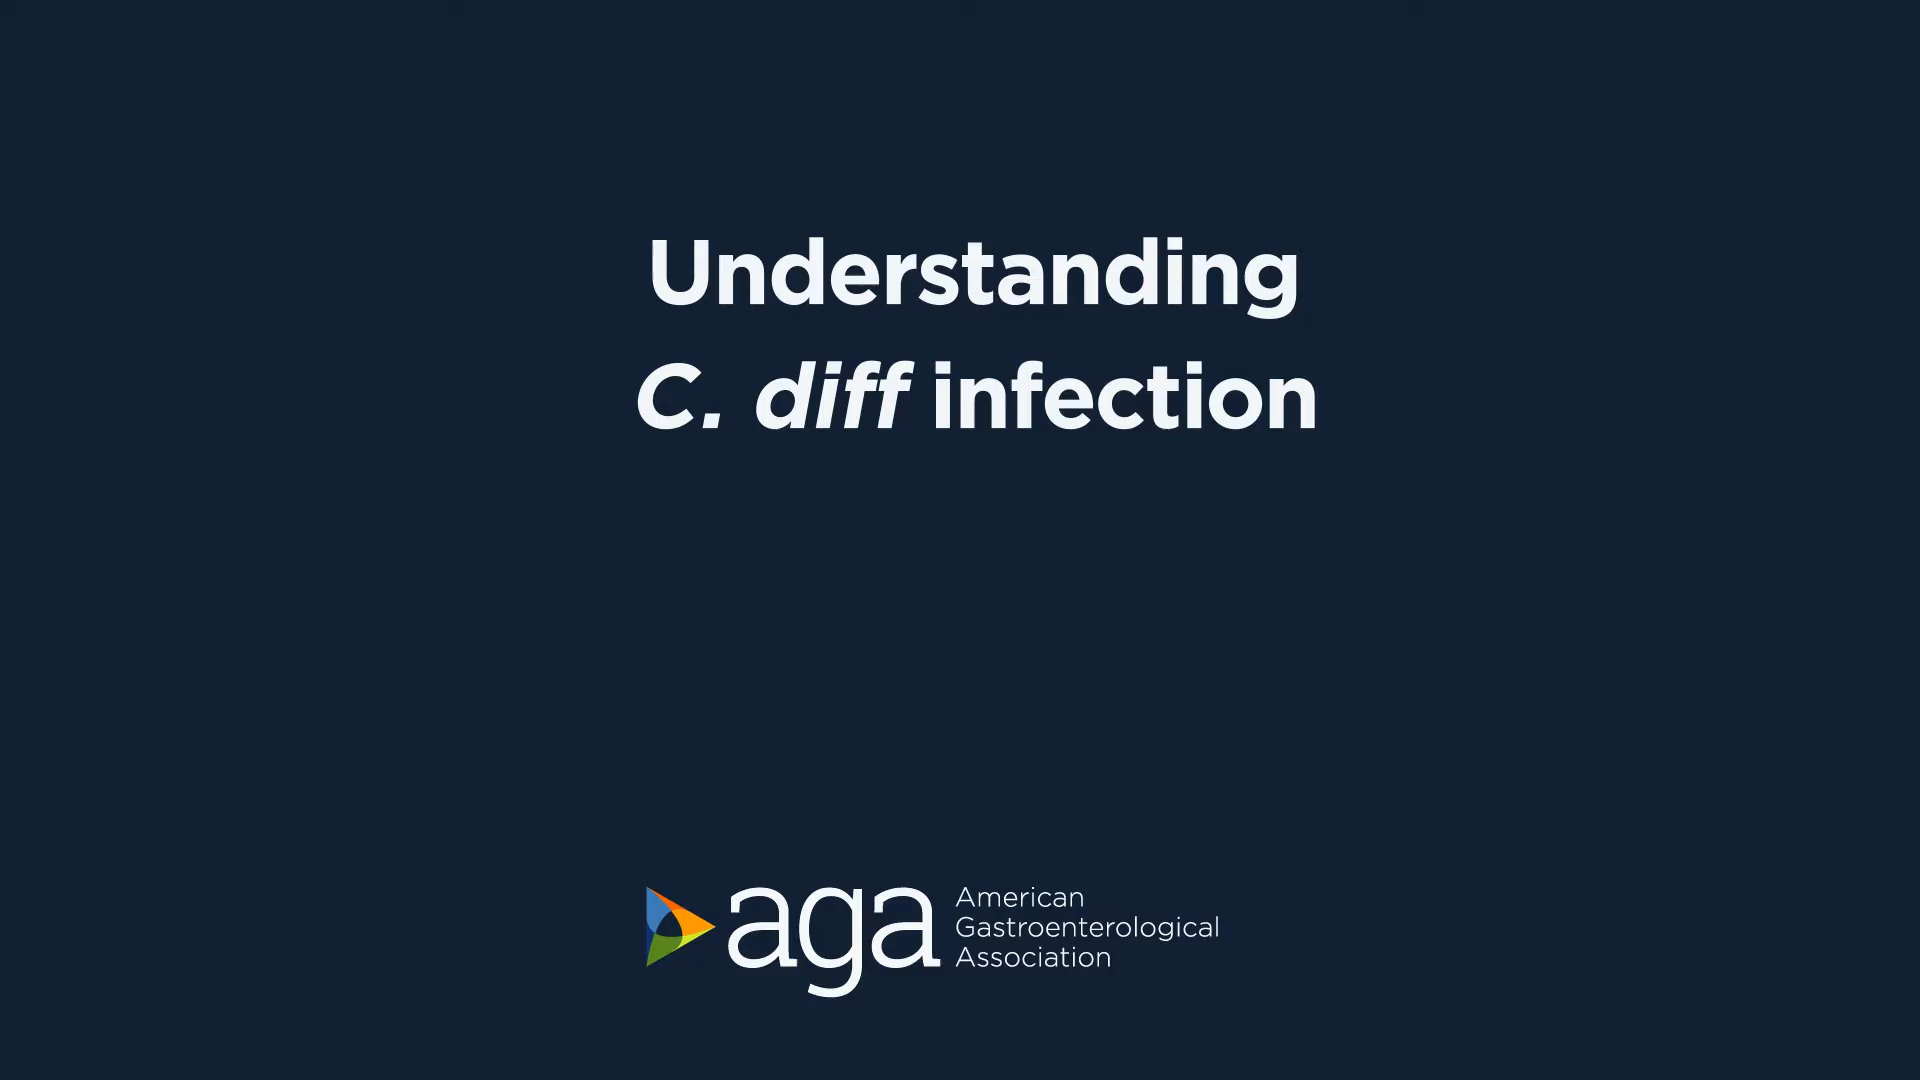 Understanding
C. diff infection
aga
American
Gastroenterological
Association